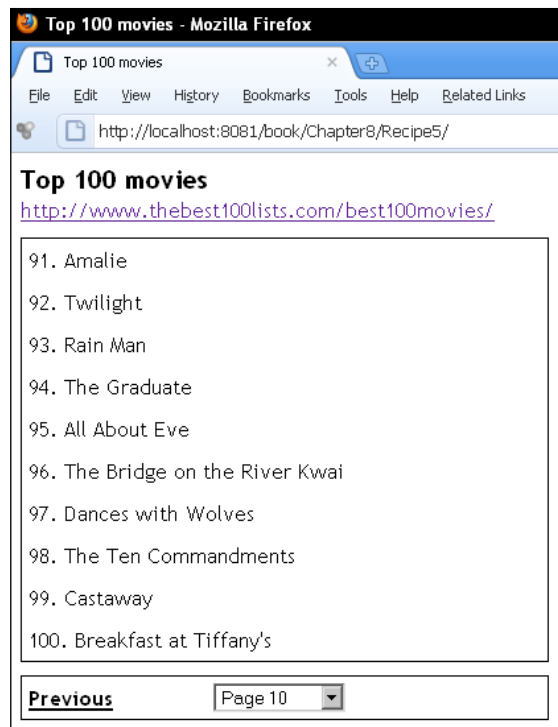 Top 100 movies - Mozilla Firefox
Top 100 movies
File Edit View History Bookmarks Tools Help Related Links
http://localhost:8081/book/Chapter8/Recipe5/
Top 100 movies
http://www.thebest100lists.com/best100movies/
91. Amalie
92. Twilight
93. Rain Man
94. The Graduate
95. All About Eve
96. The Bridge on the River Kwai
97. Dances with Wolves
98. The Ten Commandments
99. Castaway
100. Breakfast at Tiffany's
Previous Page 10